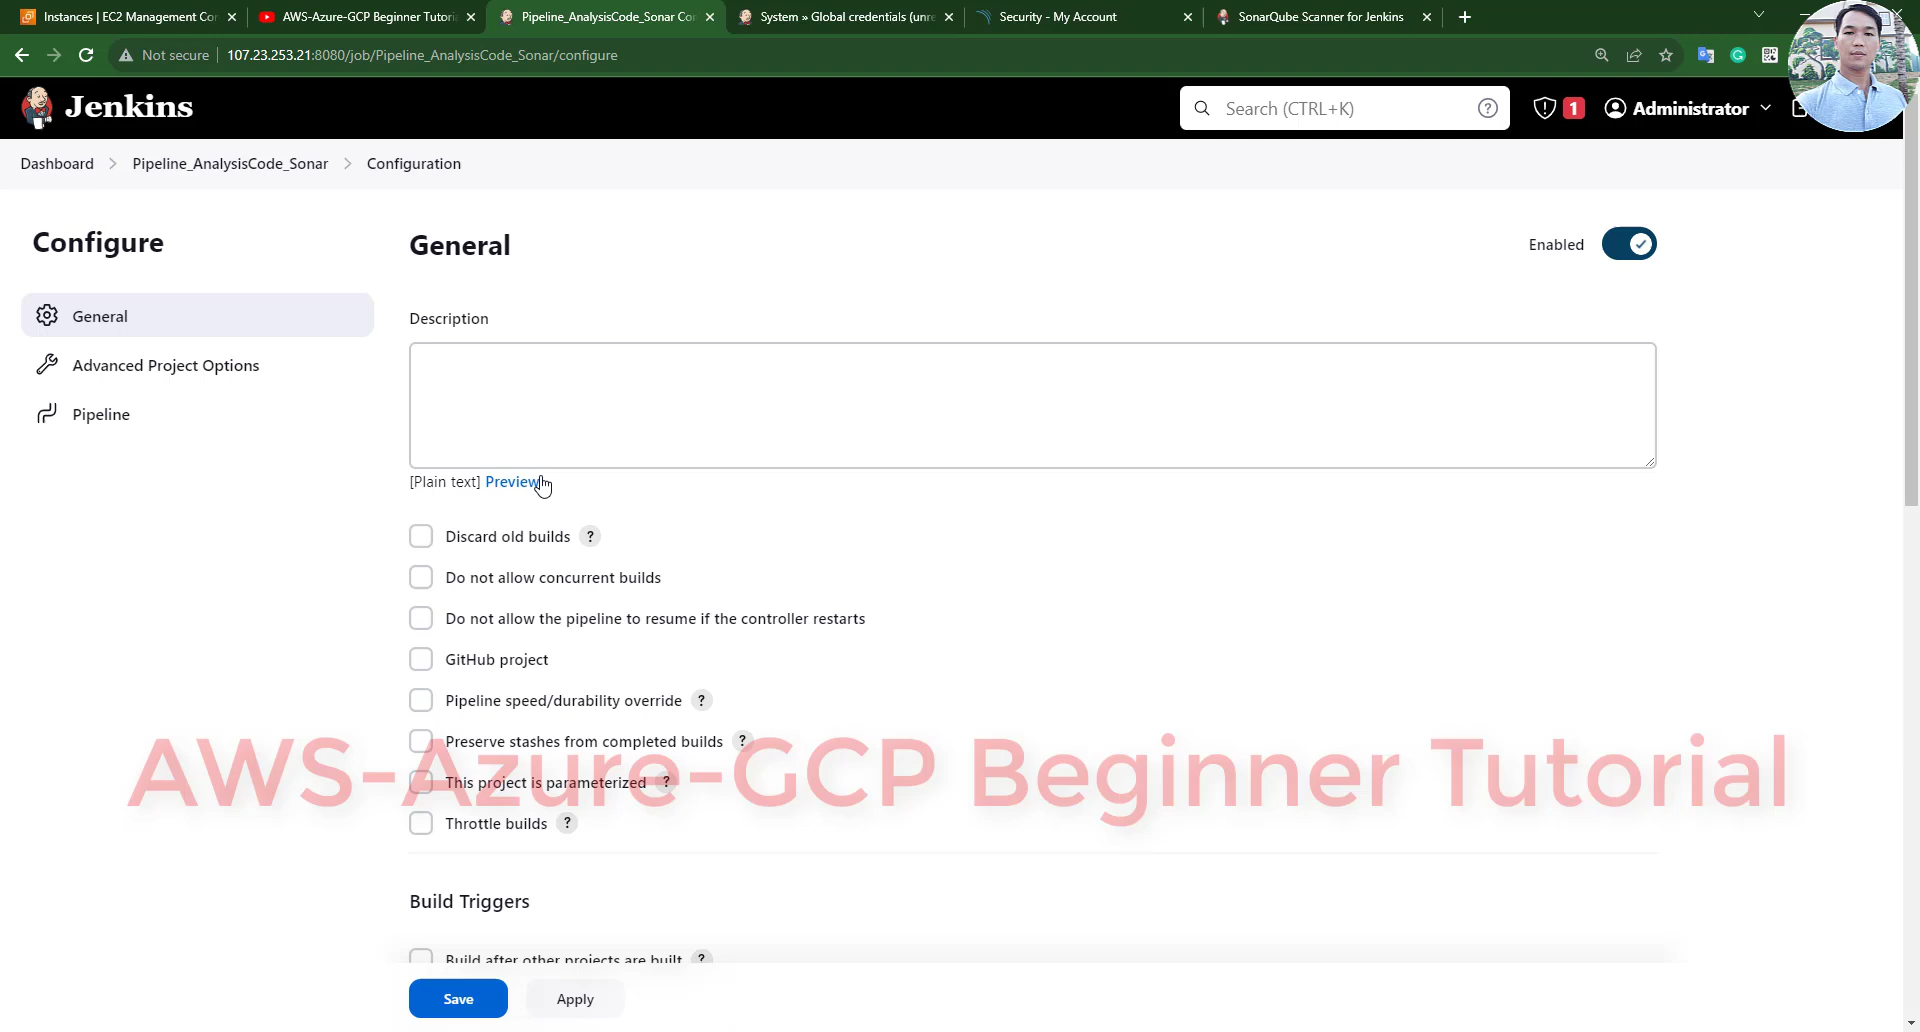 Instances | EC2 Management Cor
AWS-Azure-GCP Beginner Tutoria
Pipeline_AnalysisCode_Sonar Cor
System » Global credentials (unre
Security - My Account
SonarQube Scanner for Jenkins
Not secure
107.23.253.21:8080/job/Pipeline_AnalysisCode_Sonar/configure
Jenkins
Search (CTRL+K)
?
1
Administrator
Dashboard
Pipeline_AnalysisCode_Sonar
Configuration
Configure
General
Advanced Project Options
Pipeline
General
Enabled
Description
[Plain text] Preview
Discard old builds ?
Do not allow concurrent builds
Do not allow the pipeline to resume if the controller restarts
GitHub project
Pipeline speed/durability override ?
Preserve stashes from completed builds ?
This project is parameterized ?
AWS-Azure-GCP Beginner Tutorial
Throttle builds ?
Build Triggers
Build after other projects are built ?
Save
Apply